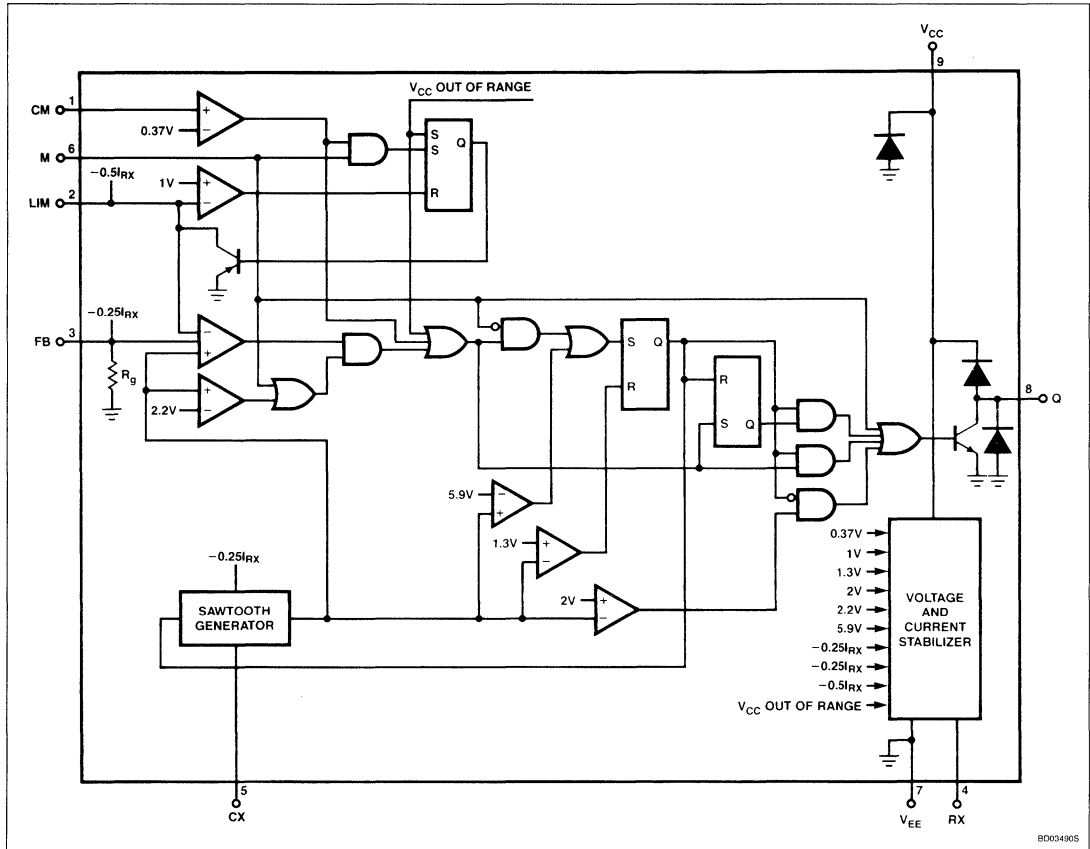 VCC
9
VCC OUT OF RANGE
CM 1
0.37V
M 6
-0.5IRX
LIM 2
1V
S
S
Q
R
-0.25IRX
FB 3
Rg
2.2V
S Q
R
R
S Q
8 Q
5.9V
1.3V
2V
-0.25IRX
SAWTOOTH
GENERATOR
0.37V
1V
1.3V
2V
2.2V
5.9V
-0.25IRX
-0.25IRX
-0.5IRX
VCC OUT OF RANGE
VOLTAGE
AND
CURRENT
STABILIZER
5
CX
7
VEE
4
RX
BD03490S